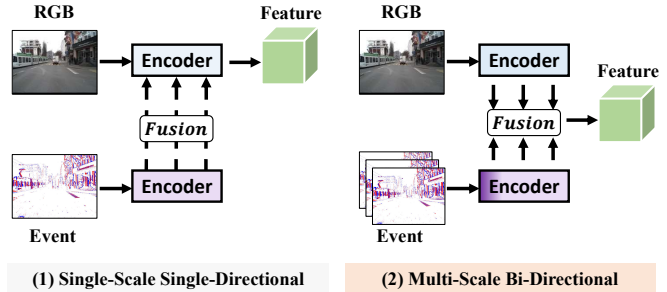 RGB
Encoder
Feature
Fusion
Encoder
Event
(1) Single-Scale Single-Directional
RGB
Encoder
Feature
Fusion
Encoder
Event
(2) Multi-Scale Bi-Directional